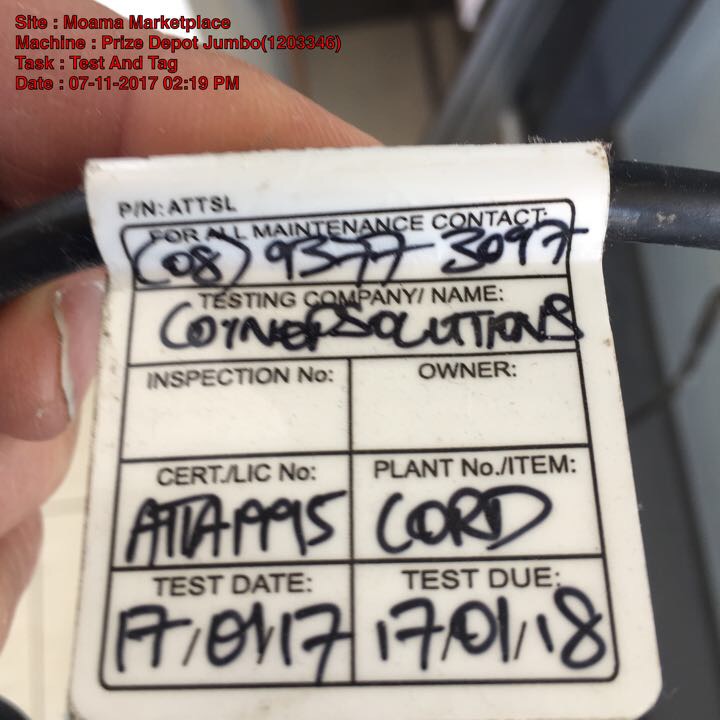 Site : Moama Marketplace
Machine : Prize Depot Jumbo(1203346)
Task : Test And Tag
Date : 07-11-2017 02:19 PM
P/N: ATTSL
FOR ALL MAINTENANCE CONTACT:
(08) 9377 3097
TESTING COMPANY/ NAME:
COYNEFSOLUTIONS
INSPECTION No: OWNER:
CERT./LIC No: PLANT No./ITEM:
ATTA1995 CORD
TEST DATE: TEST DUE:
17/01/17 17/01/18